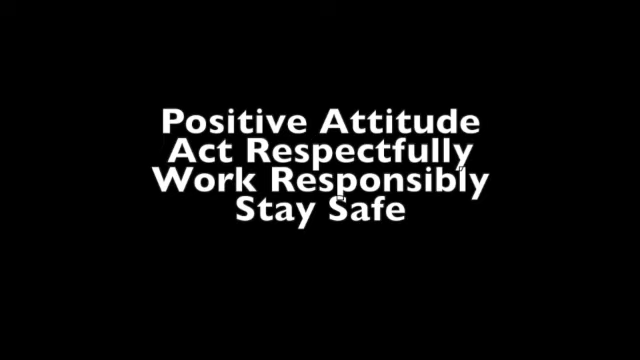 Positive Attitude
Act Respectfully
Work Responsibly
Stay Safe